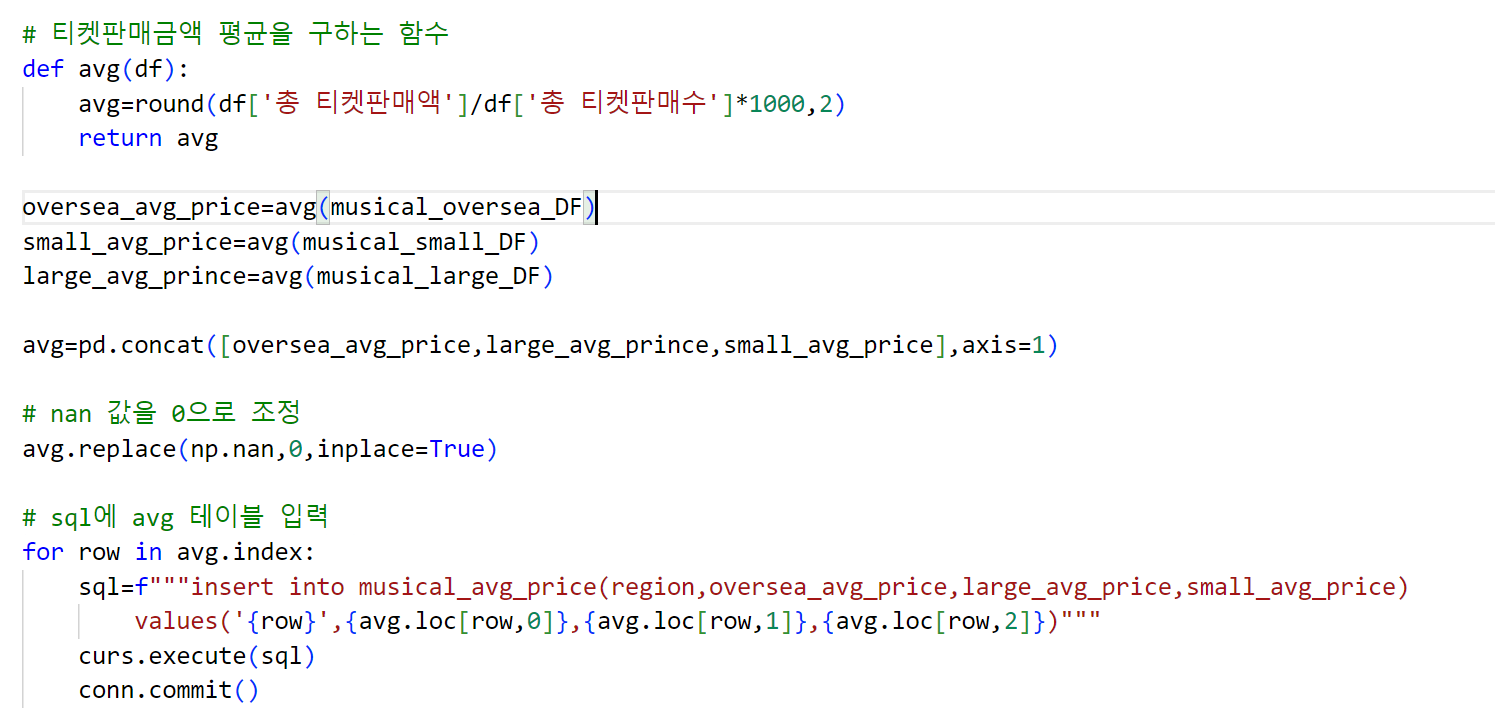 # 티켓판매금액 평균을 구하는 함수
def avg(df):
    avg=round(df['총 티켓판매액']/df['총 티켓판매수']*1000,2)
    return avg

oversea_avg_price=avg(musical_oversea_DF)
small_avg_price=avg(musical_small_DF)
large_avg_prince=avg(musical_large_DF)

avg=pd.concat([oversea_avg_price,large_avg_prince,small_avg_price],axis=1)

# nan 값을 0으로 조정
avg.replace(np.nan,0,inplace=True)

# sql에 avg 테이블 입력
for row in avg.index:
    sql=f"""insert into musical_avg_price(region,oversea_avg_price,large_avg_price,small_avg_price)
        values('{row}',{avg.loc[row,0]},{avg.loc[row,1]},{avg.loc[row,2]})"""
    curs.execute(sql)
    conn.commit()